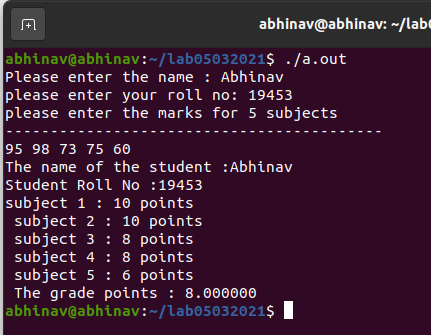 abhinav@abhinav: ~/lab
abhinav@abhinav:~/lab05032021$ ./a.out
Please enter the name : Abhinav
please enter your roll no: 19453
please enter the marks for 5 subjects
-------------------------------------------
95 98 73 75 60
The name of the student :Abhinav
Student Roll No :19453
subject 1 : 10 points
 subject 2 : 10 points
 subject 3 : 8 points
 subject 4 : 8 points
 subject 5 : 6 points
 The grade points : 8.000000
abhinav@abhinav:~/lab05032021$